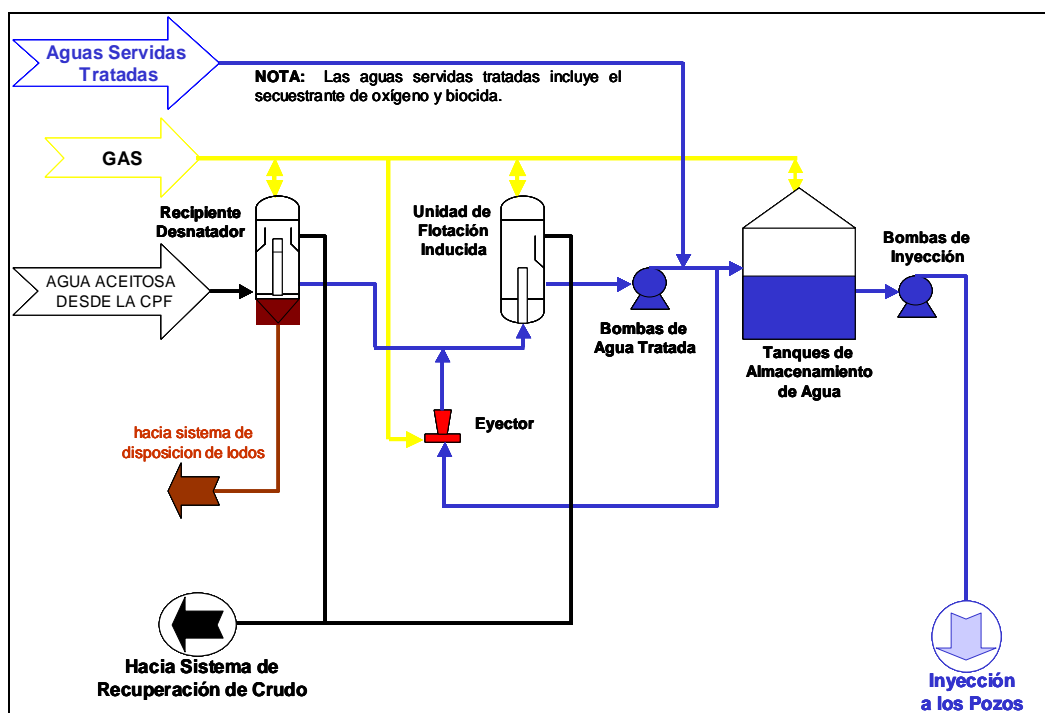 Aguas Servidas
Tratadas
NOTA: Las aguas servidas tratadas incluye el
secuestrante de oxígeno y biocida.
GAS
Recipiente
Desnatador
Unidad de
Flotación
Inducida
Bombas de
Inyección
AGUA ACEITOSA
DESDE LA CPF
Bombas de
Agua Tratada
Tanques de
Almacenamiento
de Agua
Eyector
hacia sistema de
disposicion de lodos
Hacia Sistema de
Recuperación de Crudo
Inyección
a los Pozos